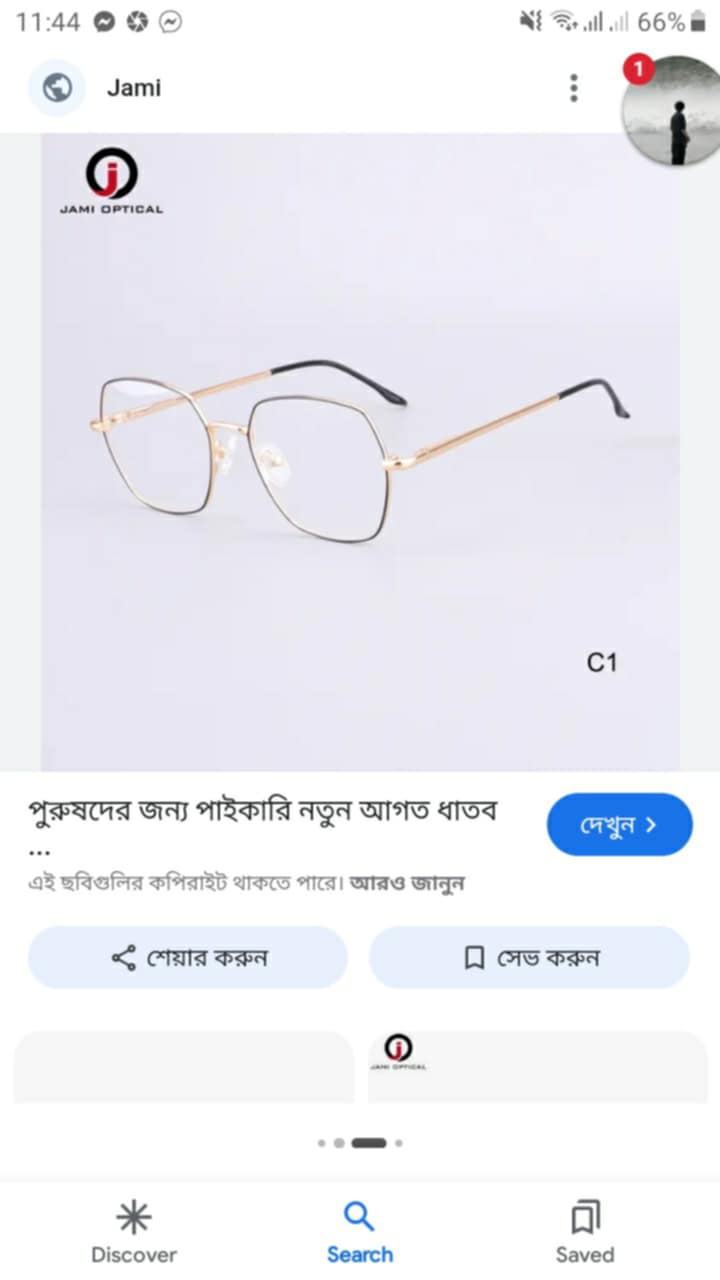 11:44
66%
Jami
1
JAMI OPTICAL
C1
পুরুষদের জন্য পাইকারি নতুন আগত ধাতব
...
দেখুন
এই ছবিগুলির কপিরাইট থাকতে পারে। আরও জানুন
শেয়ার করুন
সেভ করুন
JAMI OPTICAL
Discover
Search
Saved